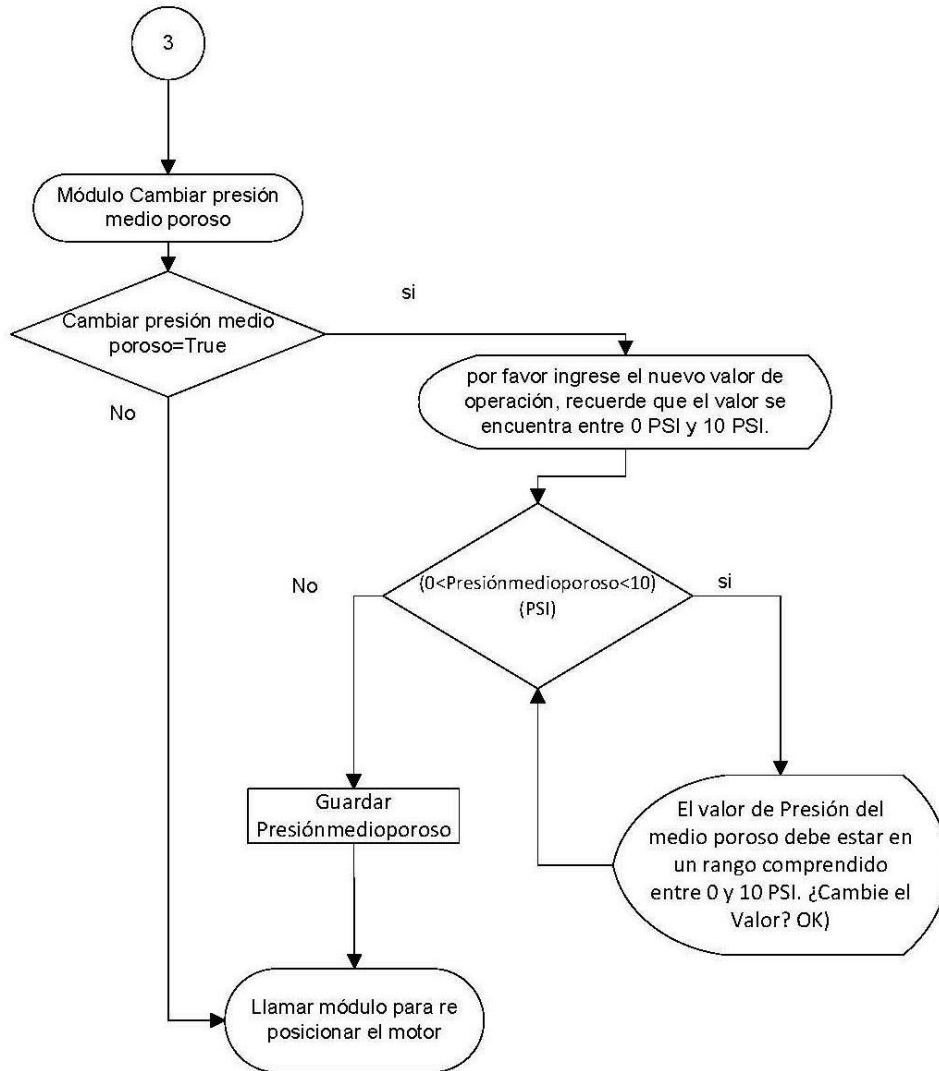 3
Módulo Cambiar presión
medio poroso
si
Cambiar presión medio
poroso=True
No
por favor ingrese el nuevo valor de
operación, recuerde que el valor se
encuentra entre 0 PSI y 10 PSI.
No
(0<Presiónmedioporoso<10)
(PSI)
si
Guardar
Presiónmedioporoso
El valor de Presión del
medio poroso debe estar en
un rango comprendido
entre 0 y 10 PSI. ¿Cambie el
Valor? OK)
Llamar módulo para re
posicionar el motor